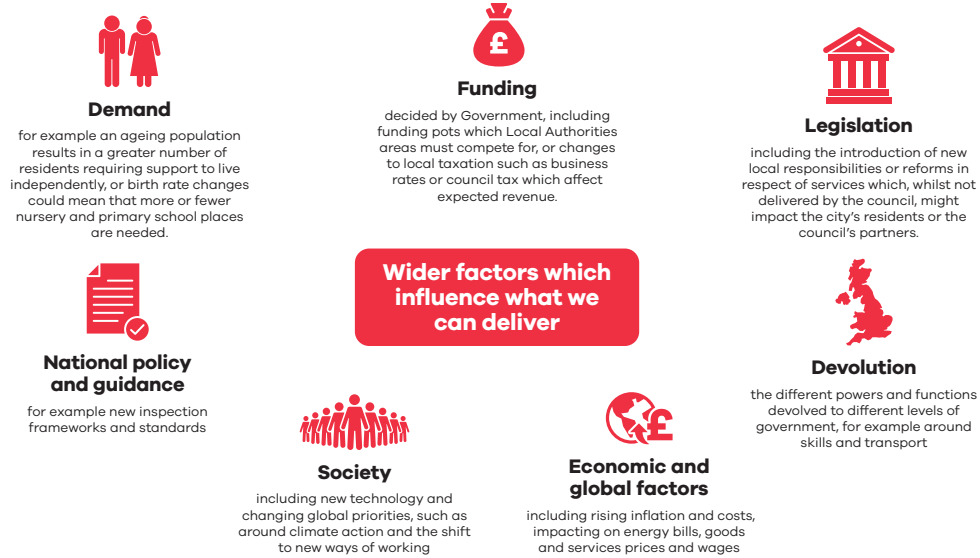 £
Demand
for example an ageing population
results in a greater number of
residents requiring support to live
independently, or birth rate changes
could mean that more or fewer
nursery and primary school places
are needed.
Funding
decided by Government, including
funding pots which Local Authorities
areas must compete for, or changes
to local taxation such as business
rates or council tax which affect
expected revenue.
Legislation
including the introduction of new
local responsibilities or reforms in
respect of services which, whilst not
delivered by the council, might
impact the city's residents or the
council's partners.
Wider factors which
influence what we
can deliver
National policy
and guidance
for example new inspection
frameworks and standards
Society
including new technology and
changing global priorities, such as
around climate action and the shift
to new ways of working
£
Economic and
global factors
including rising inflation and costs,
impacting on energy bills, goods
and services prices and wages
Devolution
the different powers and functions
devolved to different levels of
government, for example around
skills and transport